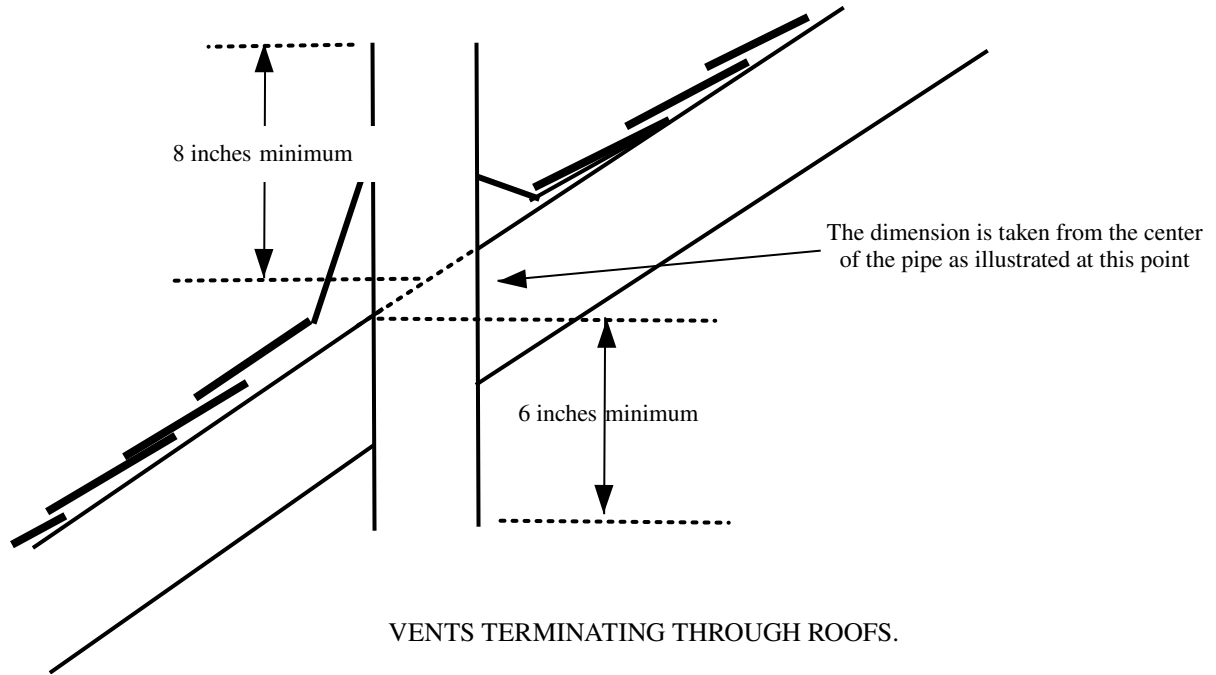 8 inches minimum
The dimension is taken from the center
of the pipe as illustrated at this point
6 inches minimum
VENTS TERMINATING THROUGH ROOFS.